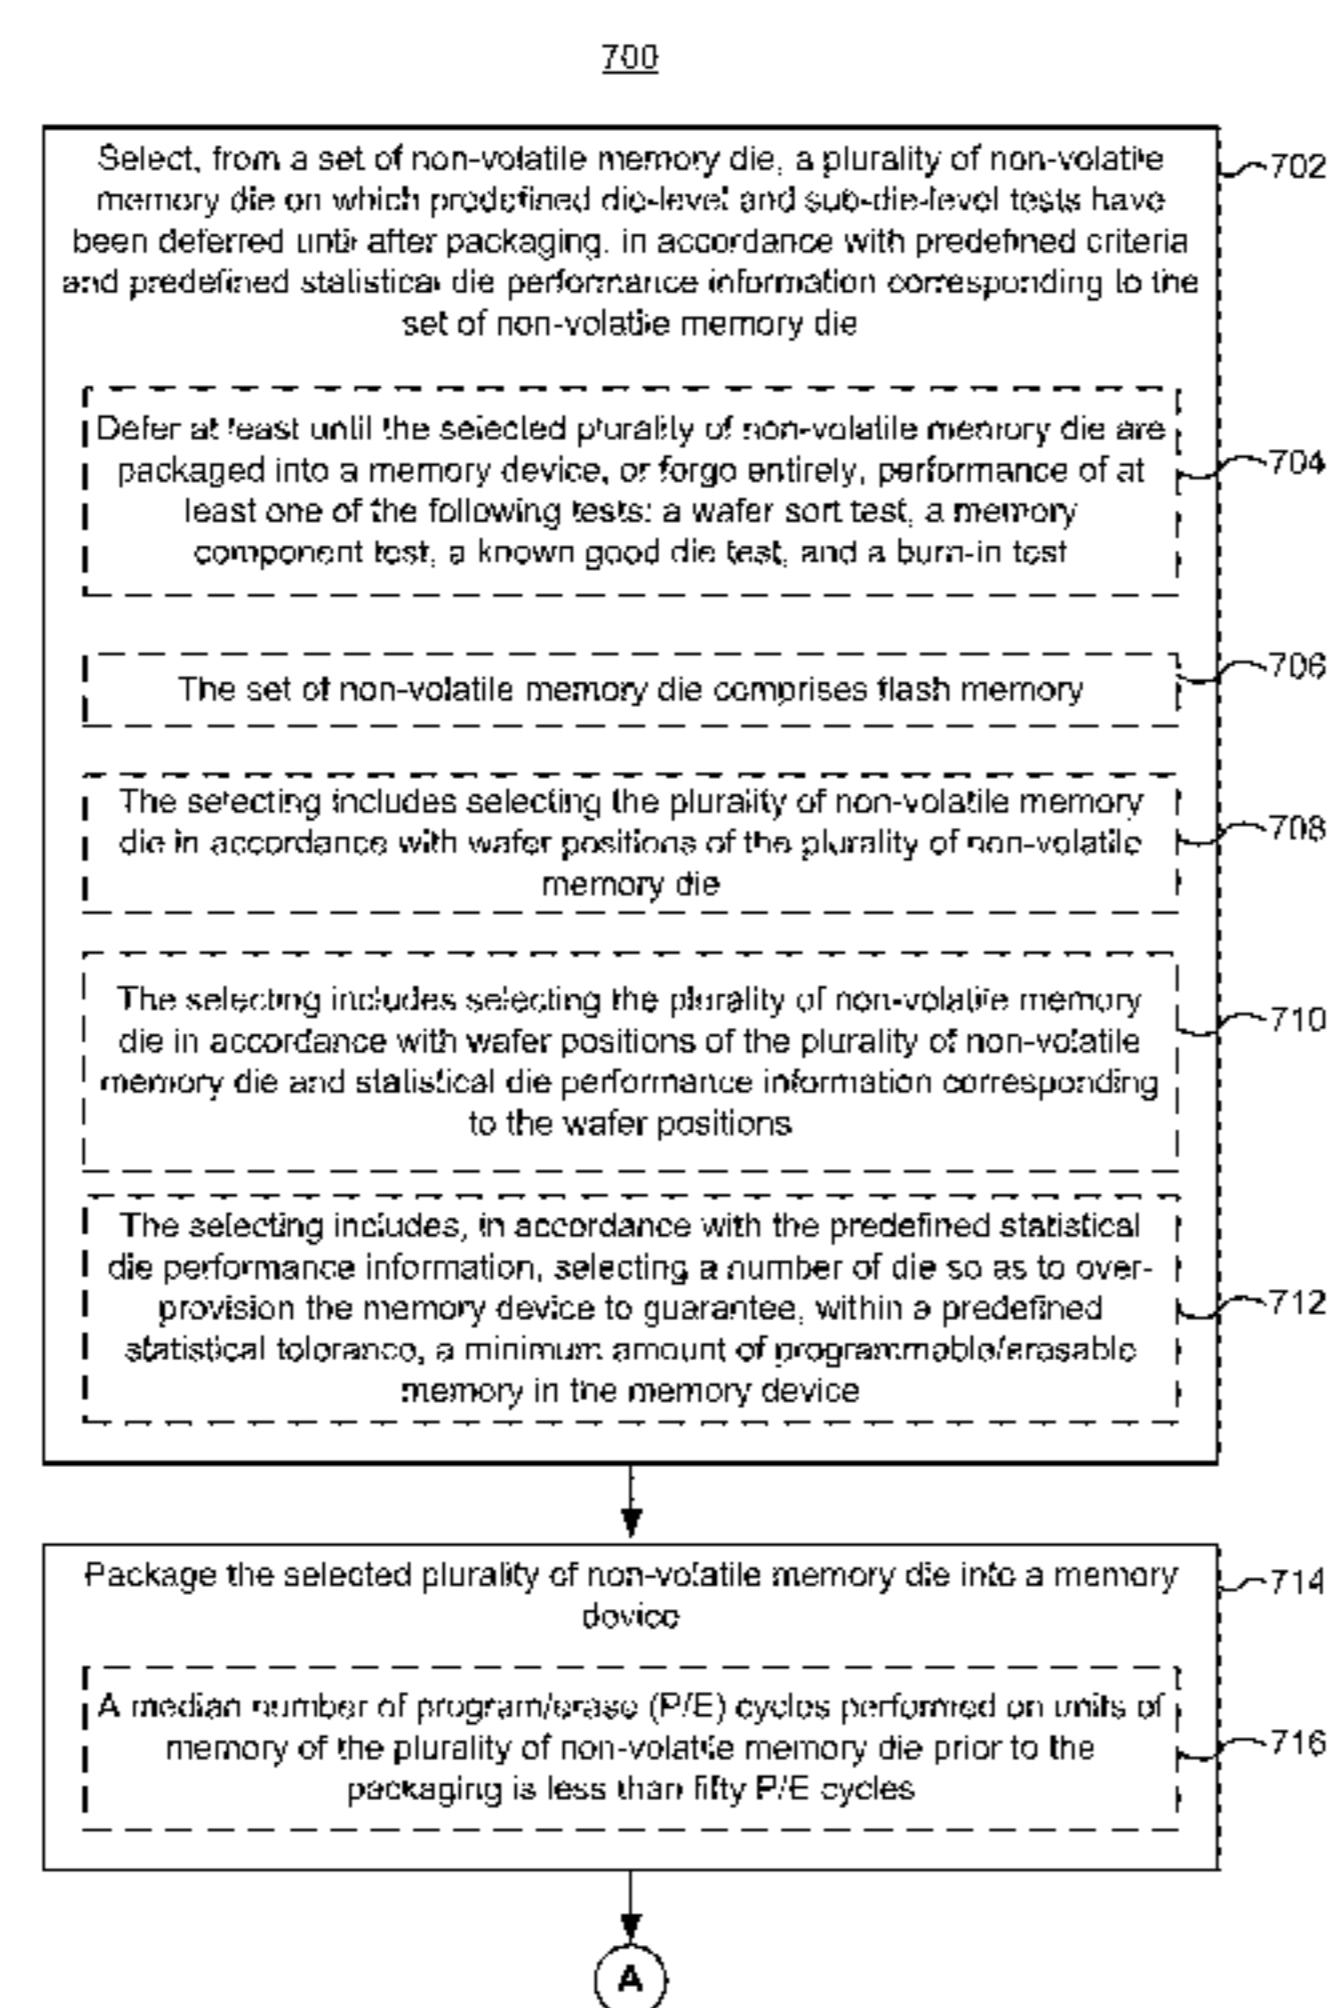 700
Select, from a set of non-volatile memory die, a plurality of non-volatile
memory die on which predefined die-level and sub-die-level tests have
been deferred until after packaging, in accordance with predefined criteria
and predefined statistical die performance information corresponding to the
set of non-volatile memory die
702
Defer at least until the selected plurality of non-volatile memory die are
packaged into a memory device, or forgo entirely, performance of at
least one of the following tests: a wafer sort test, a memory
component test, a known good die test, and a burn-in test
704
The set of non-volatile memory die comprises flash memory
706
The selecting includes selecting the plurality of non-volatile memory
die in accordance with wafer positions of the plurality of non-volatile
memory die
708
The selecting includes selecting the plurality of non-volatile memory
die in accordance with wafer positions of the plurality of non-volatile
memory die and statistical die performance information corresponding
to the wafer positions
710
The selecting includes, in accordance with the predefined statistical
die performance information, selecting a number of die so as to over-
provision the memory device to guarantee, within a predefined
statistical tolerance, a minimum amount of programmable/erasable
memory in the memory device
712
Package the selected plurality of non-volatile memory die into a memory
device
714
A median number of program/erase (P/E) cycles performed on units of
memory of the plurality of non-volatile memory die prior to the
packaging is less than fifty P/E cycles
716
A